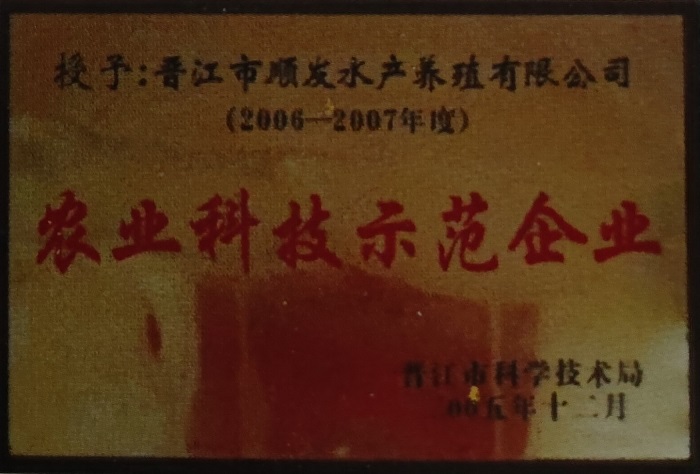 授予:晋江市顺发水产养殖有限公司
(2006—2007年度)
农业科技示范企业
晋江市科学技术局
00五年十二月